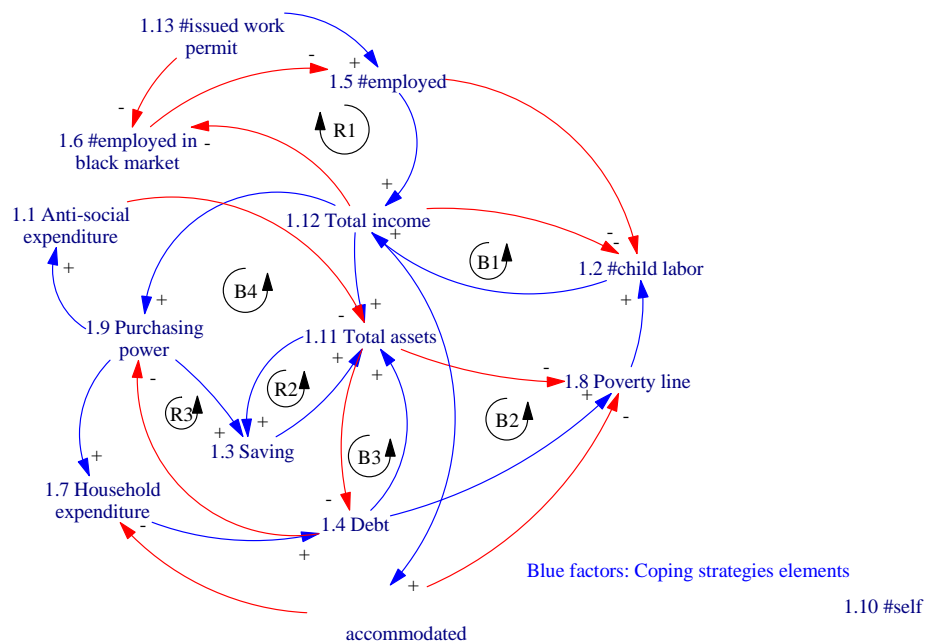 1.13 #issued work
permit
-
+
1.5 #employed
-
R1
1.6 #employed in
black market
-
+
1.1 Anti-social
expenditure
1.12 Total income
-
-
+
B1
1.2 #child labor
+
B4
+
+
+
1.9 Purchasing
power
-
1.11 Total assets
-
+
+
-
1.8 Poverty line
+
R2
R3
+
+
1.3 Saving
B2
-
B3
+
1.7 Household
expenditure
-
-
1.4 Debt
+
+
+
Blue factors: Coping strategies elements
1.10 #self
accommodated